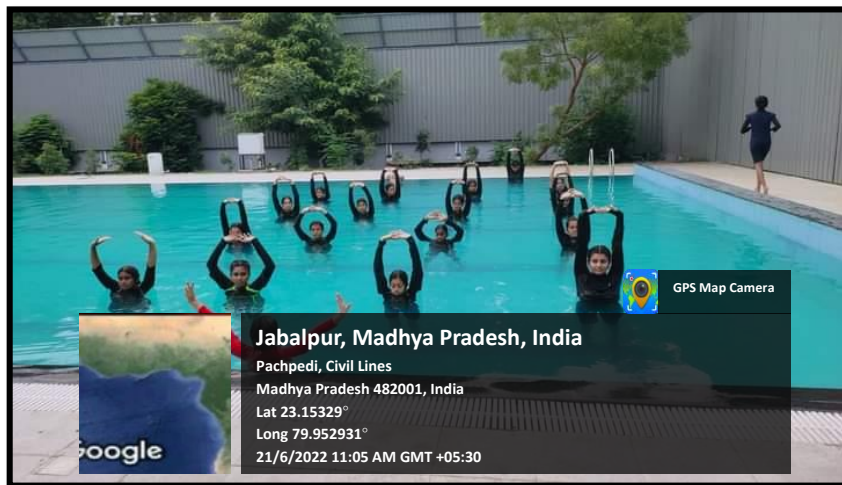 GPS Map Camera
Jabalpur, Madhya Pradesh, India
Pachpedi, Civil Lines
Madhya Pradesh 482001, India
Lat 23.15329°
Long 79.952931°
21/6/2022 11:05 AM GMT +05:30
Google